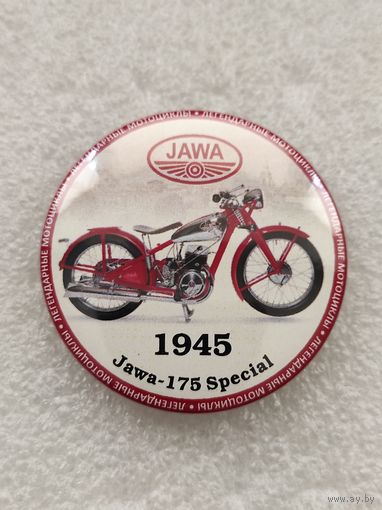 • ЛЕГЕНДАРНЫЕ МОТОЦИКЛЫ • ЛЕГЕНДАРНЫЕ МОТОЦИКЛЫ • ЛЕГЕНДАРНЫЕ МОТОЦИКЛЫ • ЛЕГЕНДАРНЫЕ МОТОЦИКЛЫ
JAWA
1945
Jawa-175 Special
www.ay.by